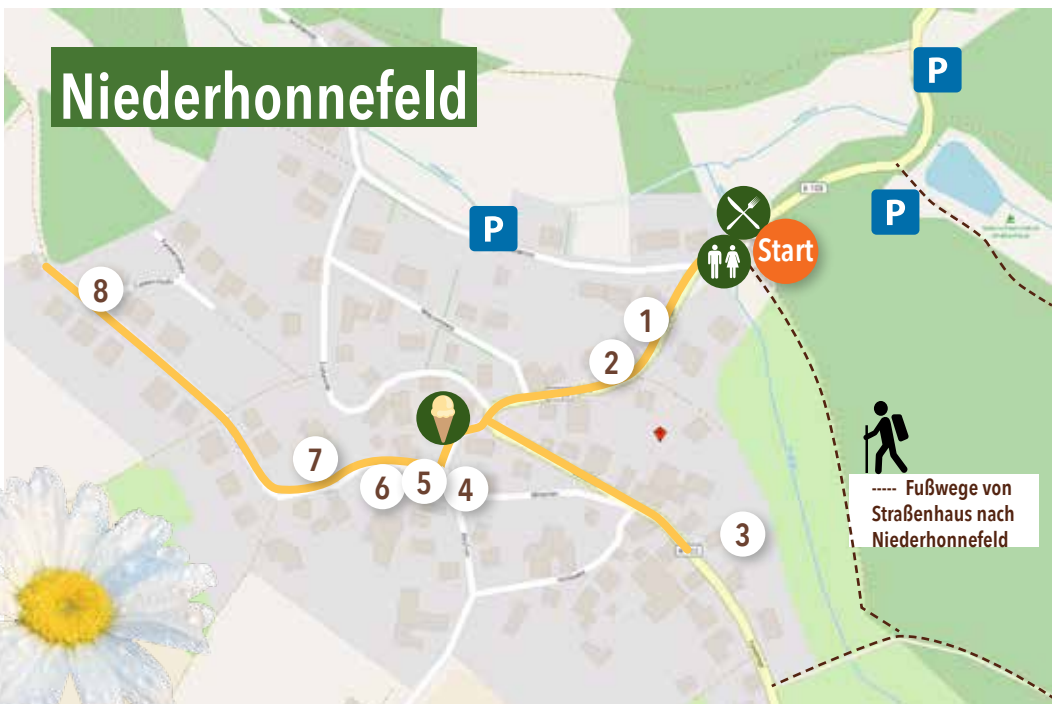 Niederhonnefeld
P
P
P
Start
8
1
2
7
6
5
4
3
----- Fußwege von
Straßenhaus nach
Niederhonnefeld